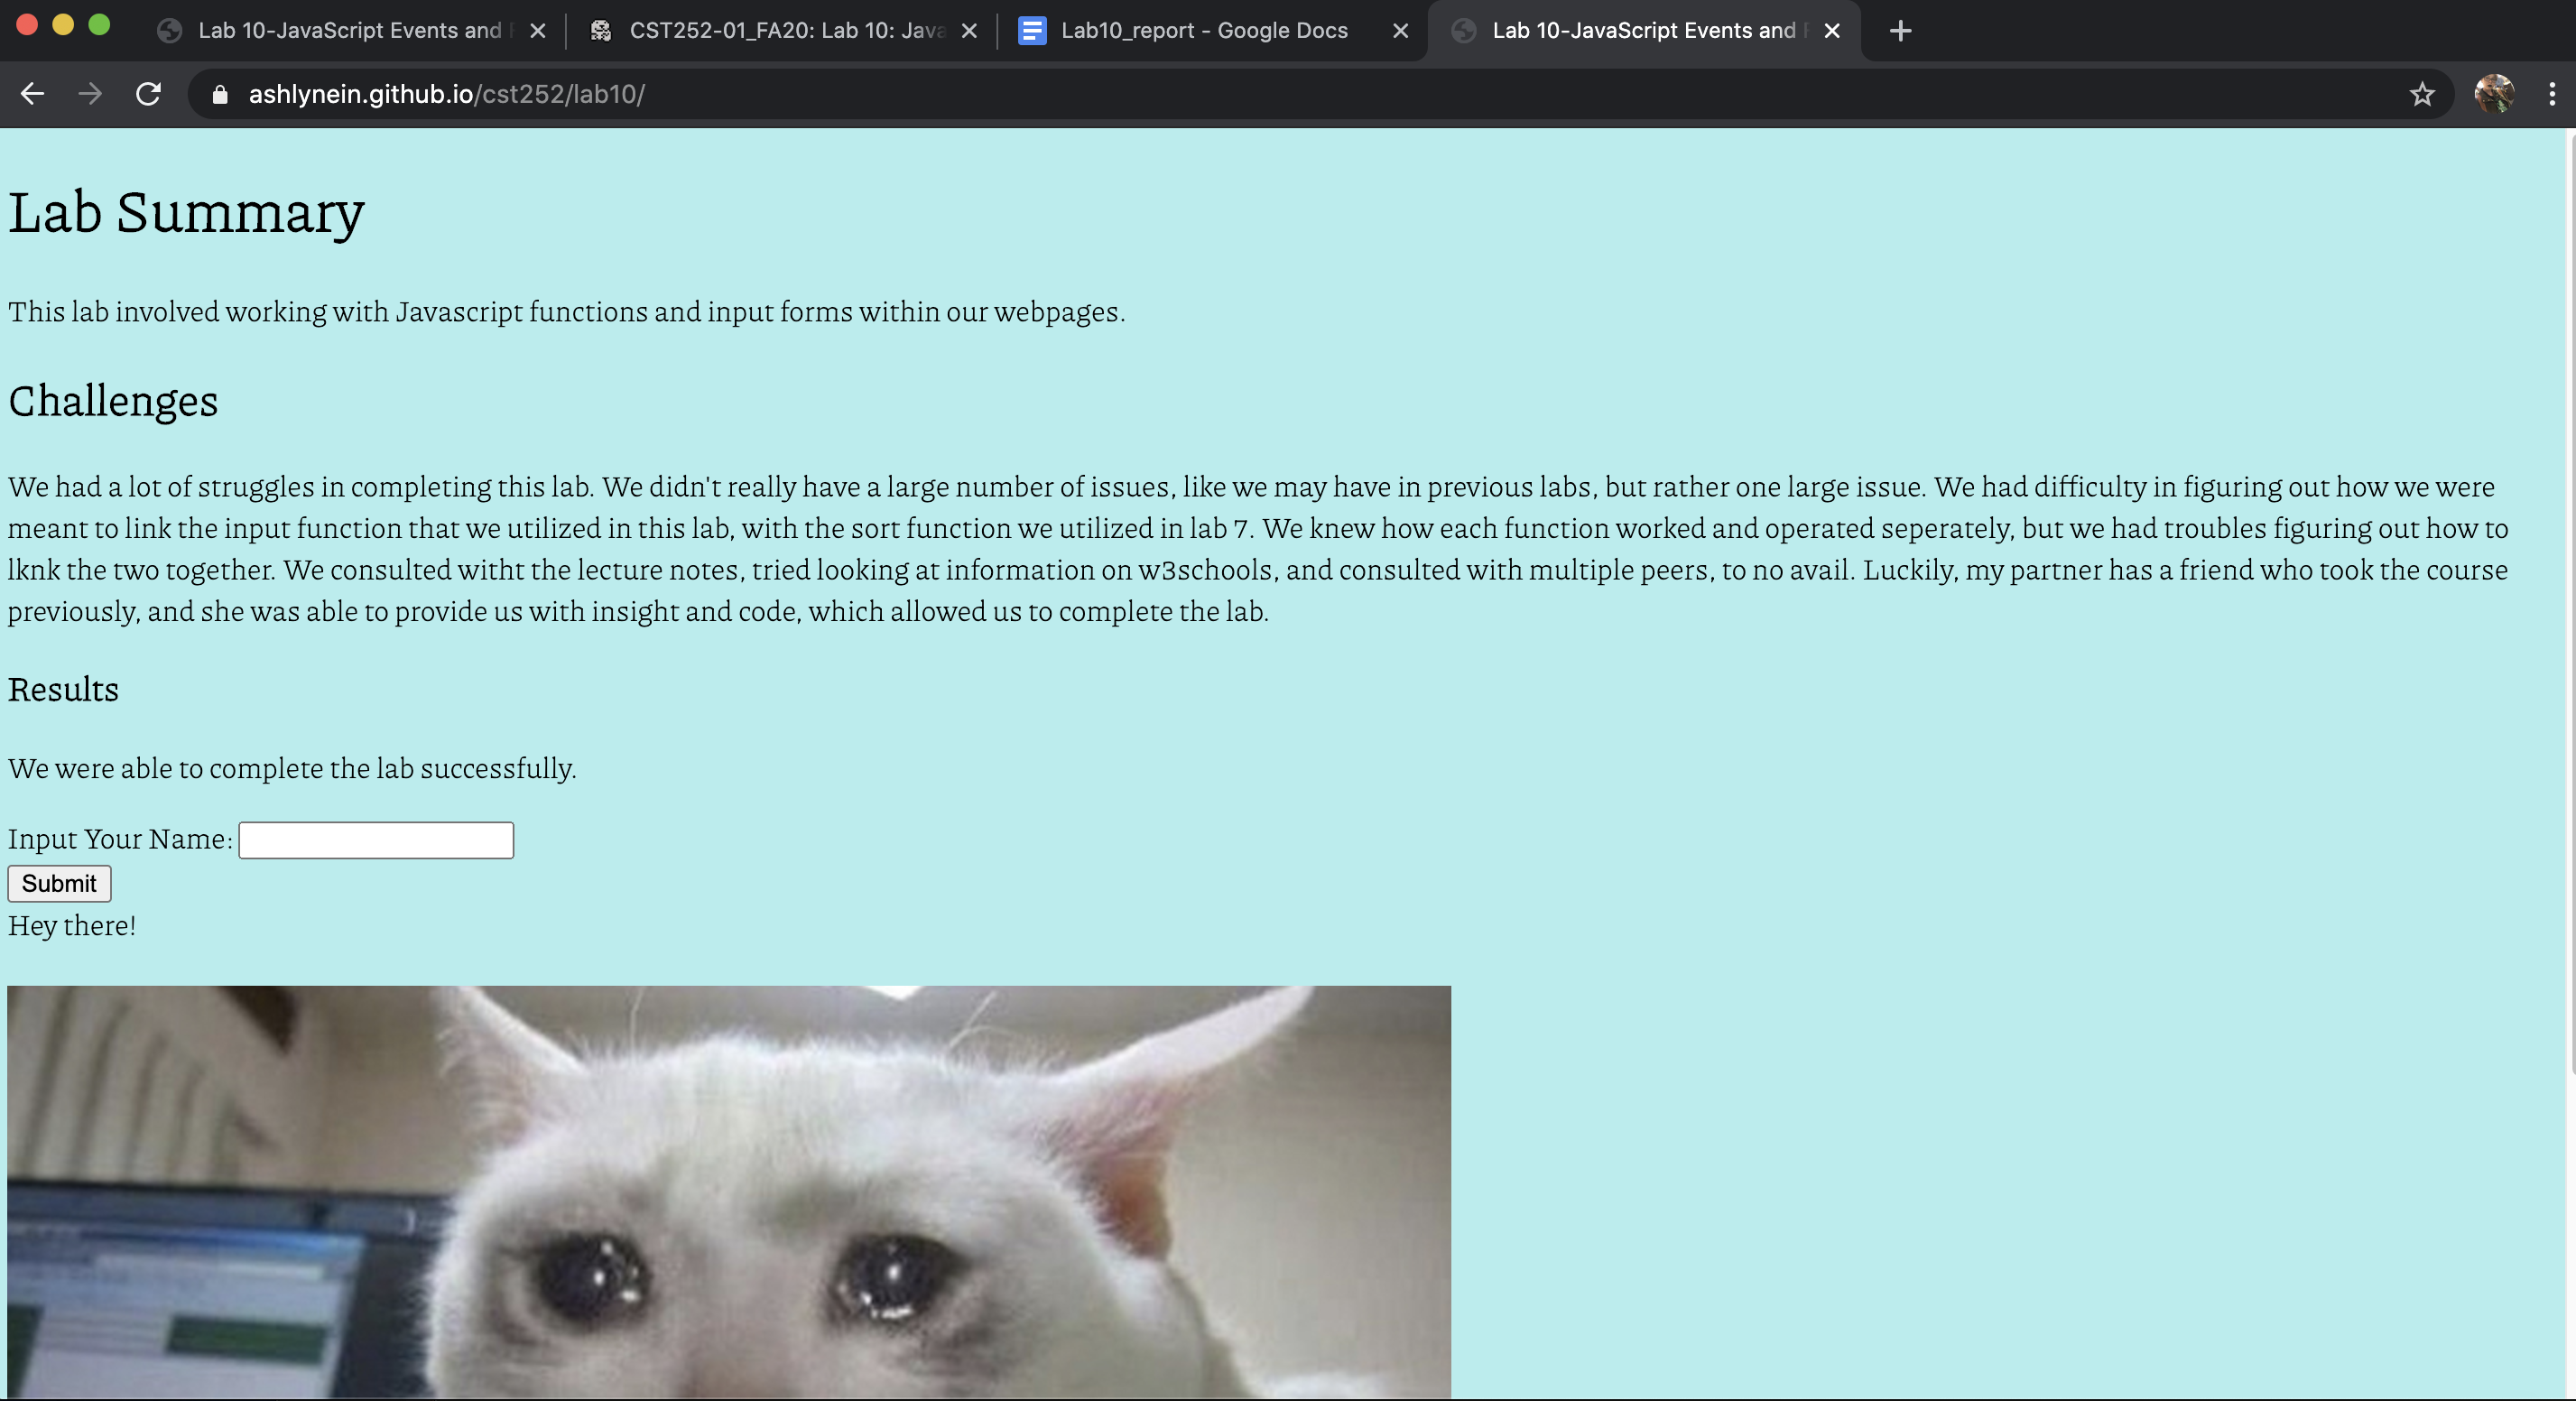 Lab 10-JavaScript Events and
CST252-01_FA20: Lab 10: Java
Lab10_report - Google Docs
Lab 10-JavaScript Events and
ashlynein.github.io/cst252/lab10/
Lab Summary
This lab involved working with Javascript functions and input forms within our webpages.
Challenges
We had a lot of struggles in completing this lab. We didn't really have a large number of issues, like we may have in previous labs, but rather one large issue. We had difficulty in figuring out how we were
meant to link the input function that we utilized in this lab, with the sort function we utilized in lab 7. We knew how each function worked and operated seperately, but we had troubles figuring out how to
lknk the two together. We consulted witht the lecture notes, tried looking at information on w3schools, and consulted with multiple peers, to no avail. Luckily, my partner has a friend who took the course
previously, and she was able to provide us with insight and code, which allowed us to complete the lab.
Results
We were able to complete the lab successfully.
Input Your Name:
Submit
Hey there!